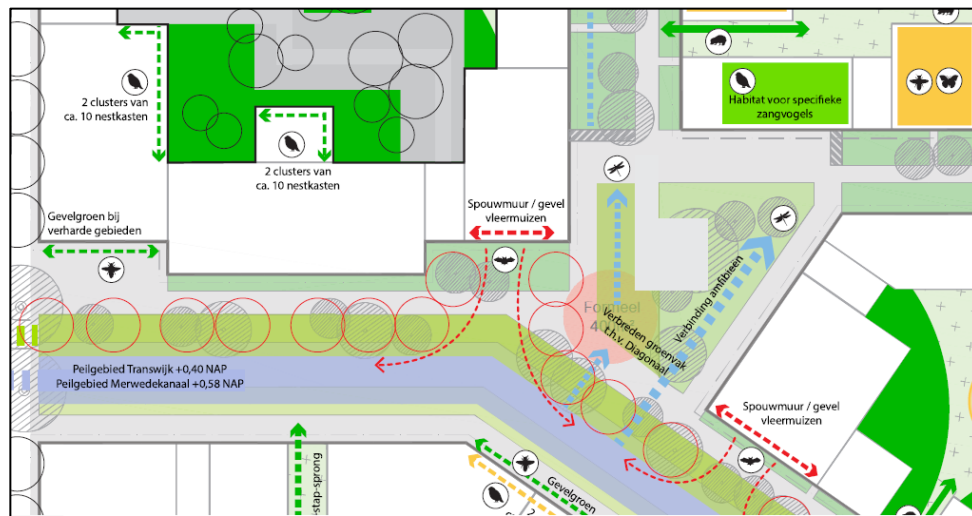 2 clusters van
ca. 10 nestkasten
2 clusters van
ca. 10 nestkasten
Habitat voor specifieke
zangvogels
Gevelgroen bij
verharde gebieden
Spouwmuur / gevel
vleermuizen
Verbreden groenvak
t.h.v. Diagonaal
Verbinding amfibieën
Peilgebied Transwijk +0,40 NAP
Peilgebied Merwedekanaal +0,58 NAP
Spouwmuur / gevel
vleermuizen
-stap-sprong
Gevelgroen
2